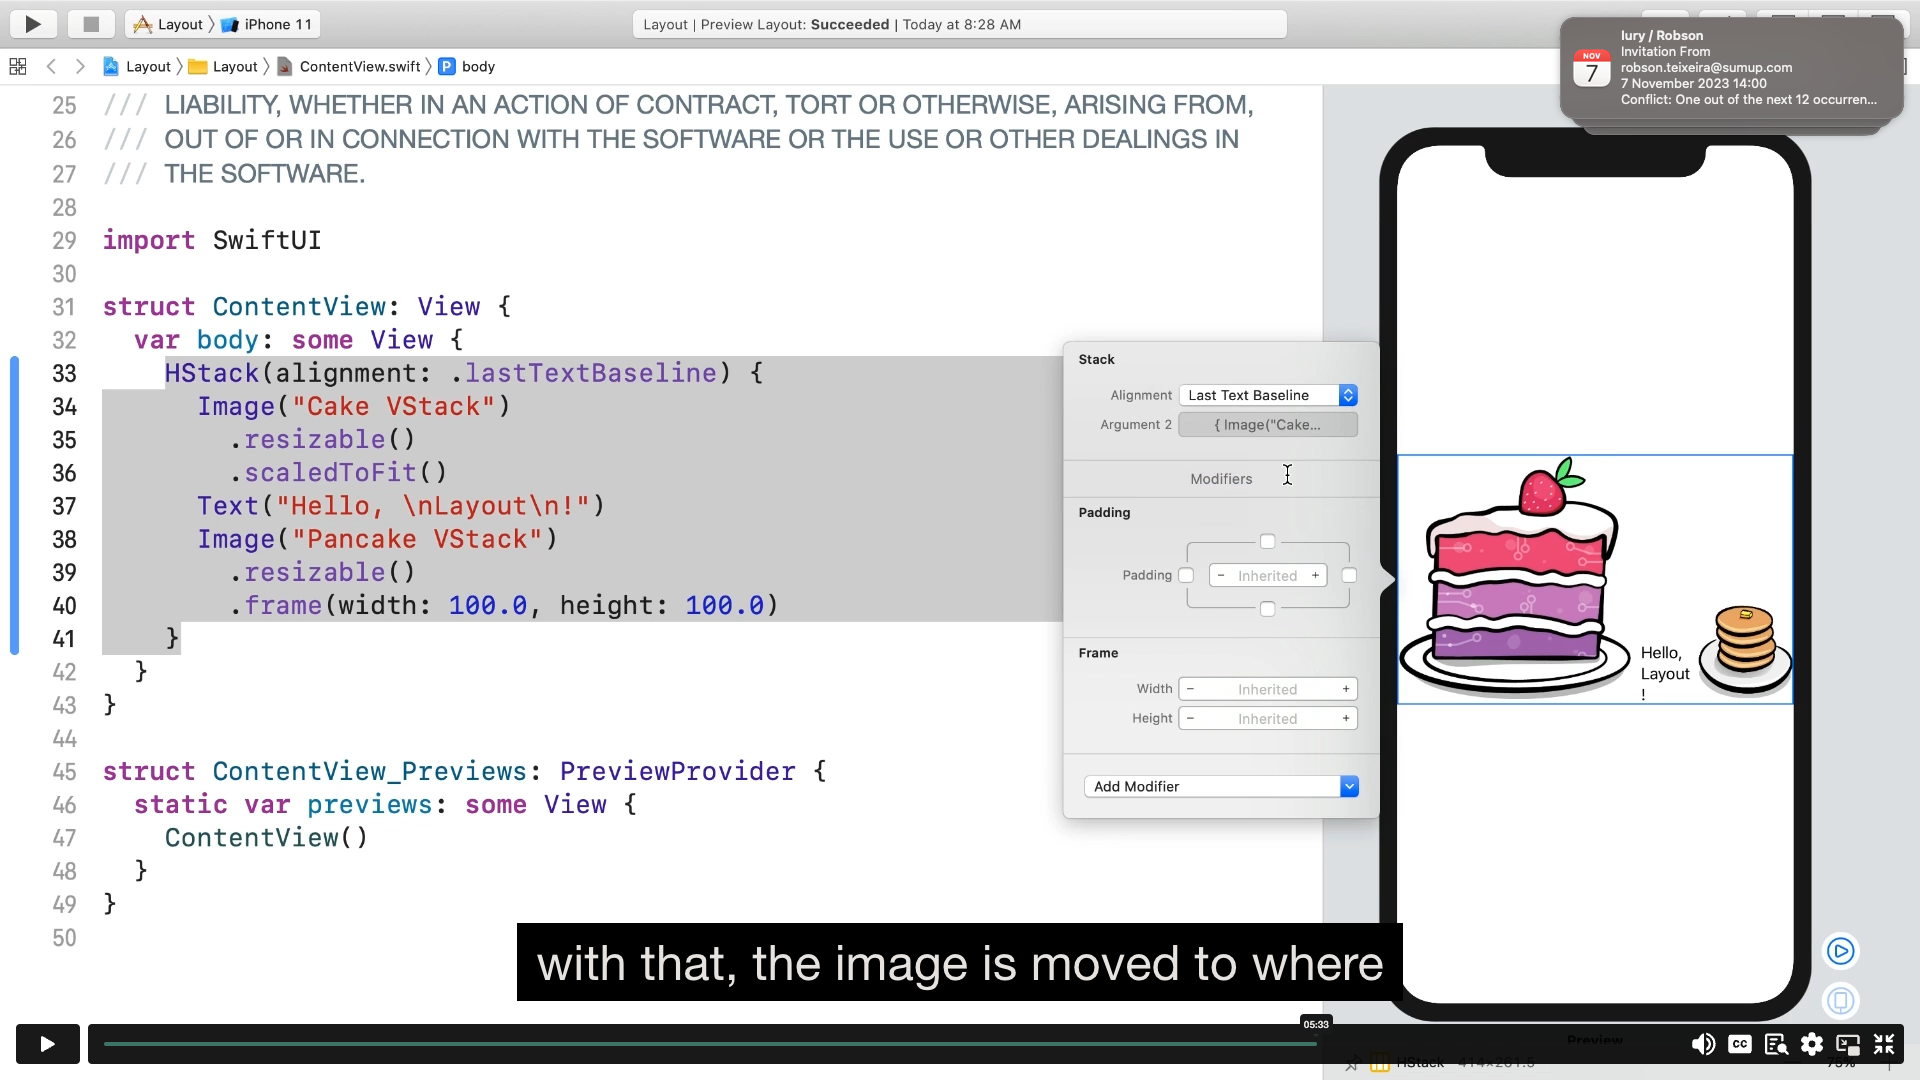 Layout 〉 iPhone 11
Layout | Preview Layout: Succeeded | Today at 8:28 AM
Iury / Robson
Invitation From
robson.teixeira@sumup.com
7 November 2023 14:00
Conflict: One out of the next 12 occurren...
NOV
7
Layout 〉 Layout 〉 ContentView.swift 〉 P body
25 /// LIABILITY, WHETHER IN AN ACTION OF CONTRACT, TORT OR OTHERWISE, ARISING FROM,
26 /// OUT OF OR IN CONNECTION WITH THE SOFTWARE OR THE USE OR OTHER DEALINGS IN
27 /// THE SOFTWARE.
28
29 import SwiftUI
30
31 struct ContentView: View {
32 var body: some View {
33 HStack(alignment: .lastTextBaseline) {
34 Image("Cake VStack")
35 .resizable()
36 .scaledToFit()
37 Text("Hello, \nLayout\n!")
38 Image("Pancake VStack")
39 .resizable()
40 .frame(width: 100.0, height: 100.0)
41 }
42 }
43 }
44
45 struct ContentView_Previews: PreviewProvider {
46 static var previews: some View {
47 ContentView()
48 }
49 }
50
Stack
Alignment Last Text Baseline
Argument 2 { Image("Cake...
Modifiers
Padding
Padding - Inherited +
Frame
Width - Inherited +
Height - Inherited +
Add Modifier
Hello,
Layout
!
with that, the image is moved to where
05:33
CC
Preview
HStack 414×261.5
75%